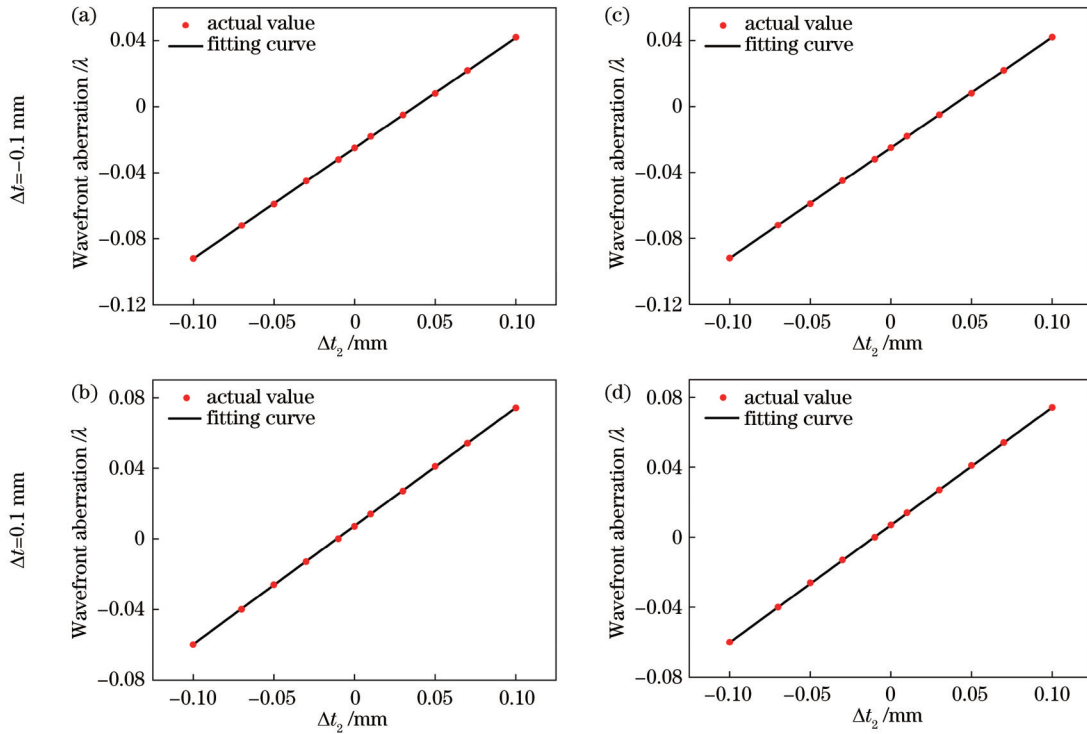 Δt=−0.1 mm
(a)
actual value
fitting curve
Wavefront aberration /λ
0.04
0
−0.04
−0.08
−0.12
−0.10 −0.05 0 0.05 0.10
Δt₂ /mm
(c)
actual value
fitting curve
Wavefront aberration /λ
0.04
0
−0.04
−0.08
−0.12
−0.10 −0.05 0 0.05 0.10
Δt₂ /mm
Δt=0.1 mm
(b)
actual value
fitting curve
Wavefront aberration /λ
0.08
0.04
0
−0.04
−0.08
−0.10 −0.05 0 0.05 0.10
Δt₂ /mm
(d)
actual value
fitting curve
Wavefront aberration /λ
0.08
0.04
0
−0.04
−0.08
−0.10 −0.05 0 0.05 0.10
Δt₂ /mm